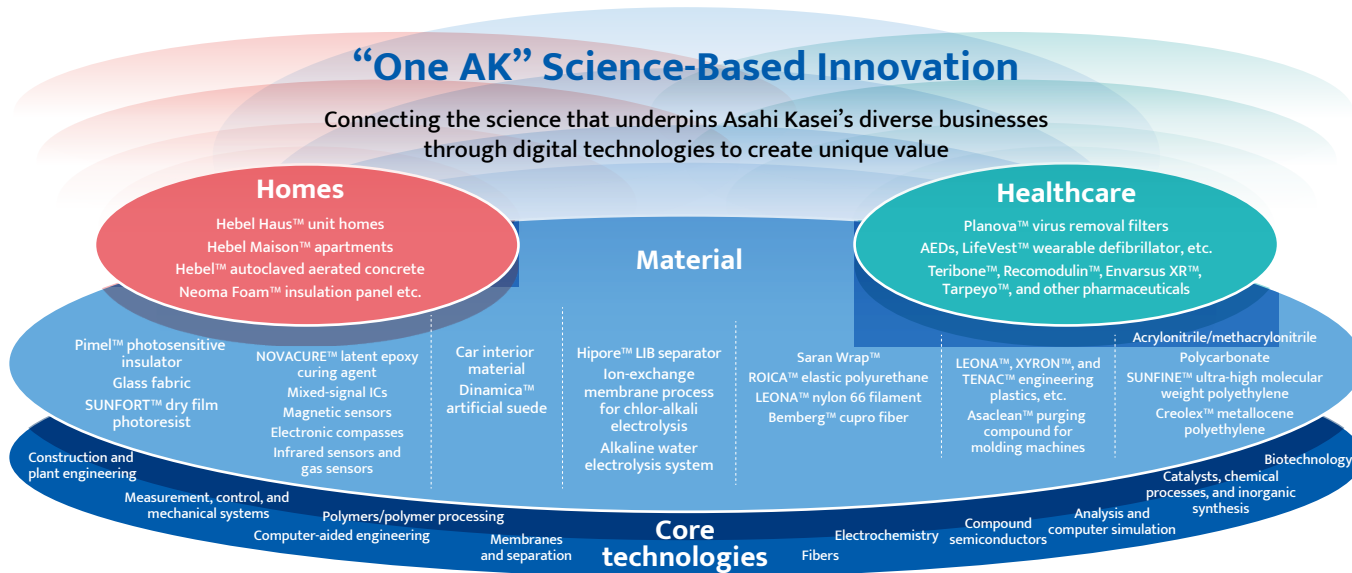 “One AK” Science-Based Innovation
Connecting the science that underpins Asahi Kasei’s diverse businesses
through digital technologies to create unique value
Homes
Hebel Haus™ unit homes
Hebel Maison™ apartments
Hebel™ autoclaved aerated concrete
Neoma Foam™ insulation panel etc.
Healthcare
Planova™ virus removal filters
AEDs, LifeVest™ wearable defibrillator, etc.
Teribone™, Recomodulin™, Envarsus XR™,
Tarpeyo™, and other pharmaceuticals
Material
Pimel™ photosensitive
insulator
Glass fabric
SUNFORT™ dry film
photoresist
NOVACURE™ latent epoxy
curing agent
Mixed-signal ICs
Magnetic sensors
Electronic compasses
Infrared sensors and
gas sensors
Car interior
material
Dinamica™
artificial suede
Hipore™ LIB separator
Ion-exchange
membrane process
for chlor-alkali
electrolysis
Alkaline water
electrolysis system
Saran Wrap™
ROICA™ elastic polyurethane
LEONA™ nylon 66 filament
Bemberg™ cupro fiber
LEONA™, XYRON™, and
TENAC™ engineering
plastics, etc.
Asaclean™ purging
compound for
molding machines
Acrylonitrile/methacrylonitrile
Polycarbonate
SUNFINE™ ultra-high molecular
weight polyethylene
Creolex™ metallocene
polyethylene
Core
technologies
Construction and
plant engineering
Measurement, control, and
mechanical systems
Polymers/polymer processing
Computer-aided engineering
Membranes
and separation
Fibers
Electrochemistry
Compound
semiconductors
Analysis and
computer simulation
Catalysts, chemical
processes, and inorganic
synthesis
Biotechnology